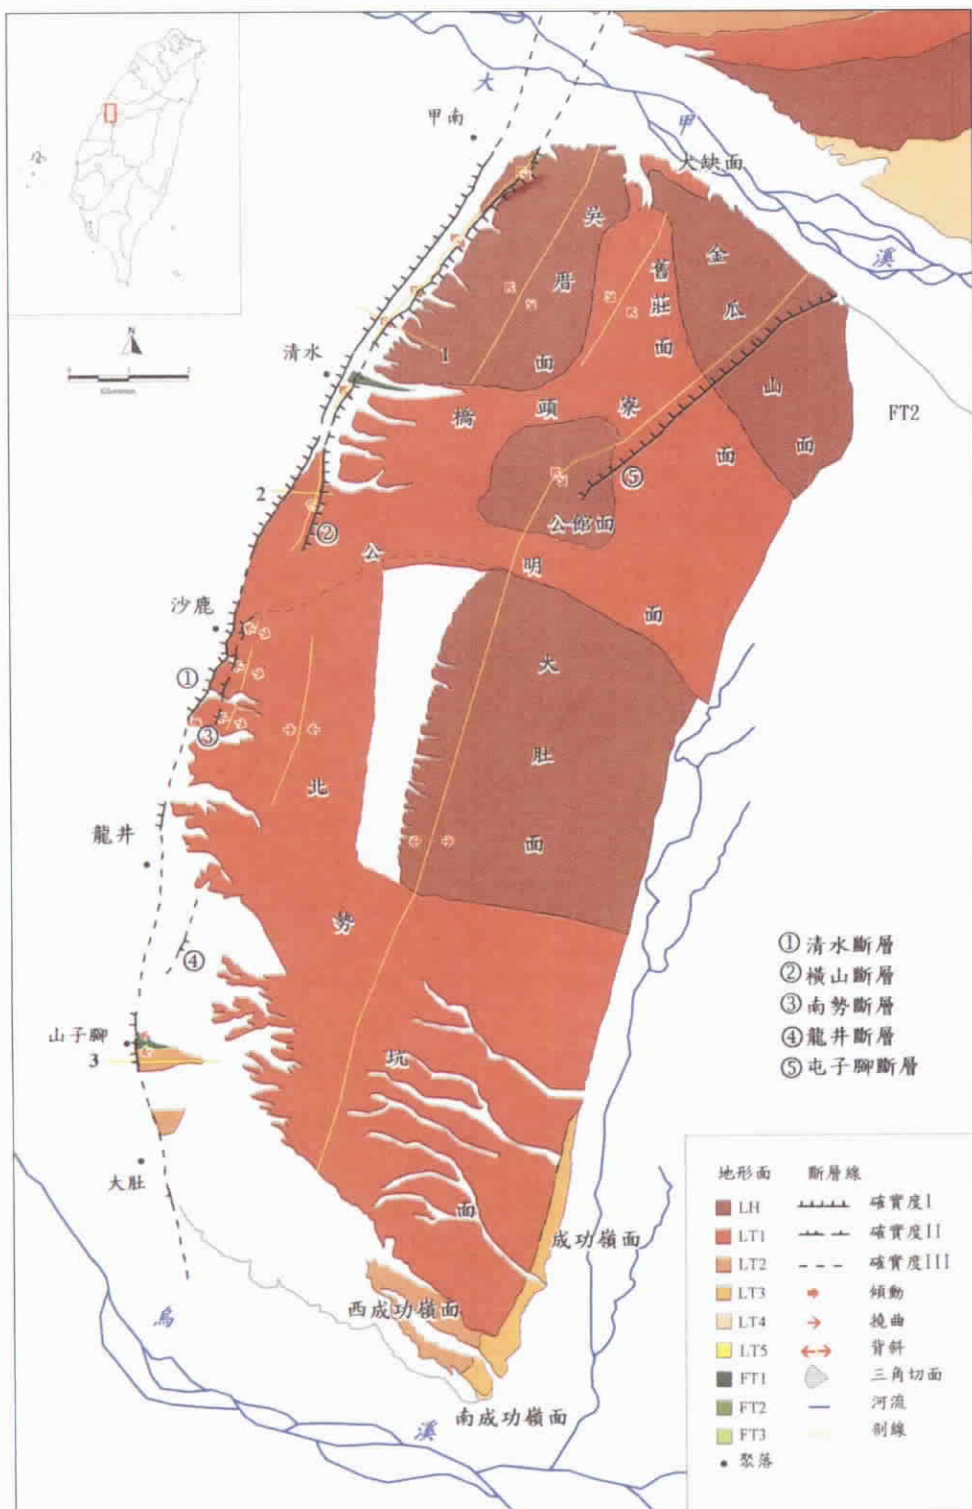 大
甲
溪
甲南
大缺面
吳
厝
面
舊
莊
面
金
瓜
山
面
N
0
1
2
Kilometers
清水
1
FT2
橋
頭
寮
面
⑤
公館面
2
②
公
明
面
沙鹿
①
③
大
肚
面
北
勢
坑
面
龍井
④
山子腳
3
大肚
① 清水斷層
② 橫山斷層
③ 南勢斷層
④ 龍井斷層
⑤ 屯子腳斷層
成功嶺面
西成功嶺面
南成功嶺面
烏
溪
地形面 斷層線
LH 確實度I
LT1 確實度II
LT2 確實度III
LT3 傾動
LT4 撓曲
LT5 背斜
FT1 三角切面
FT2 河流
FT3 剖線
聚落